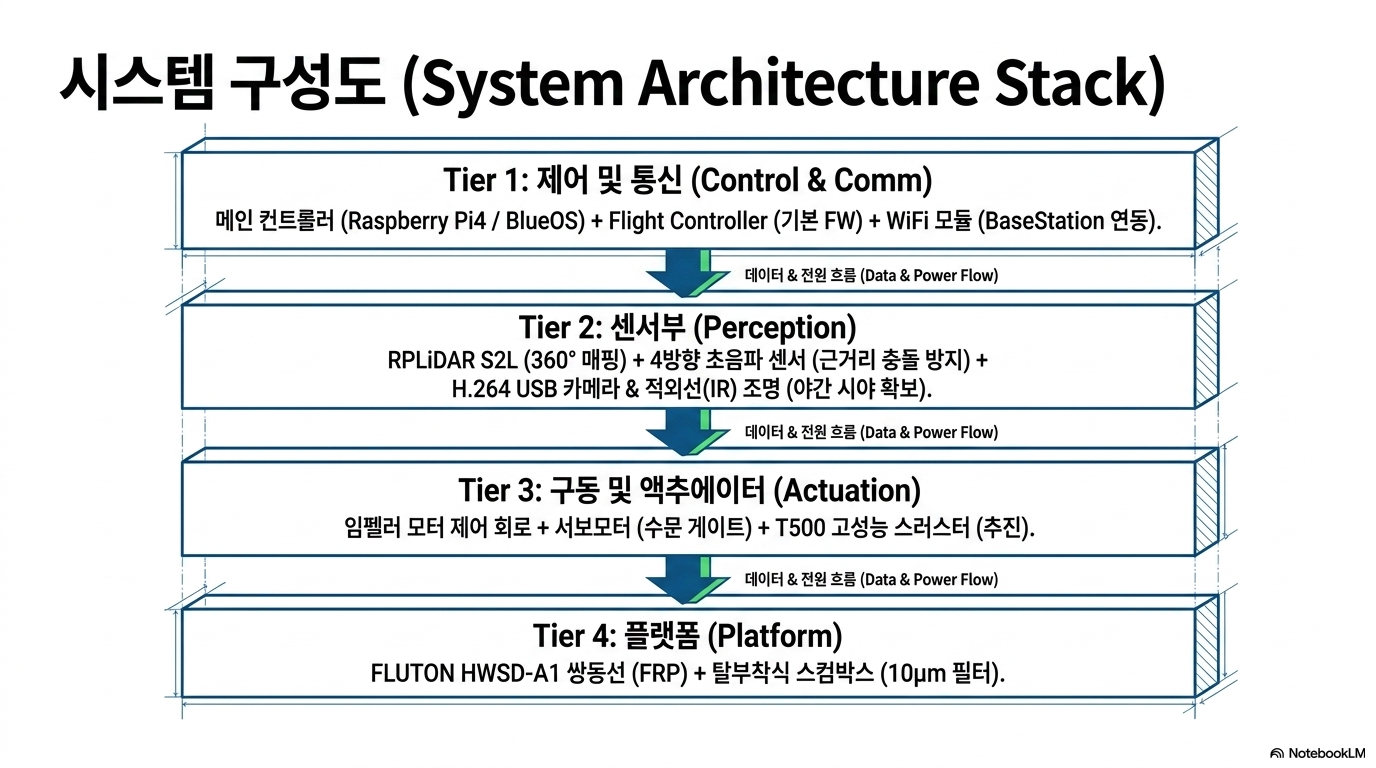 시스템 구성도 (System Architecture Stack)
Tier 1: 제어 및 통신 (Control & Comm)
메인 컨트롤러 (Raspberry Pi4 / BlueOS) + Flight Controller (기본 FW) + WiFi 모듈 (BaseStation 연동).
데이터 & 전원 흐름 (Data & Power Flow)
Tier 2: 센서부 (Perception)
RPLiDAR S2L (360° 매핑) + 4방향 초음파 센서 (근거리 충돌 방지) +
H.264 USB 카메라 & 적외선(IR) 조명 (야간 시야 확보).
데이터 & 전원 흐름 (Data & Power Flow)
Tier 3: 구동 및 액추에이터 (Actuation)
임펠러 모터 제어 회로 + 서보모터 (수문 게이트) + T500 고성능 스러스터 (추진).
데이터 & 전원 흐름 (Data & Power Flow)
Tier 4: 플랫폼 (Platform)
FLUTON HWSD-A1 쌍동선 (FRP) + 탈부착식 스컴박스 (10μm 필터).
NotebookLM